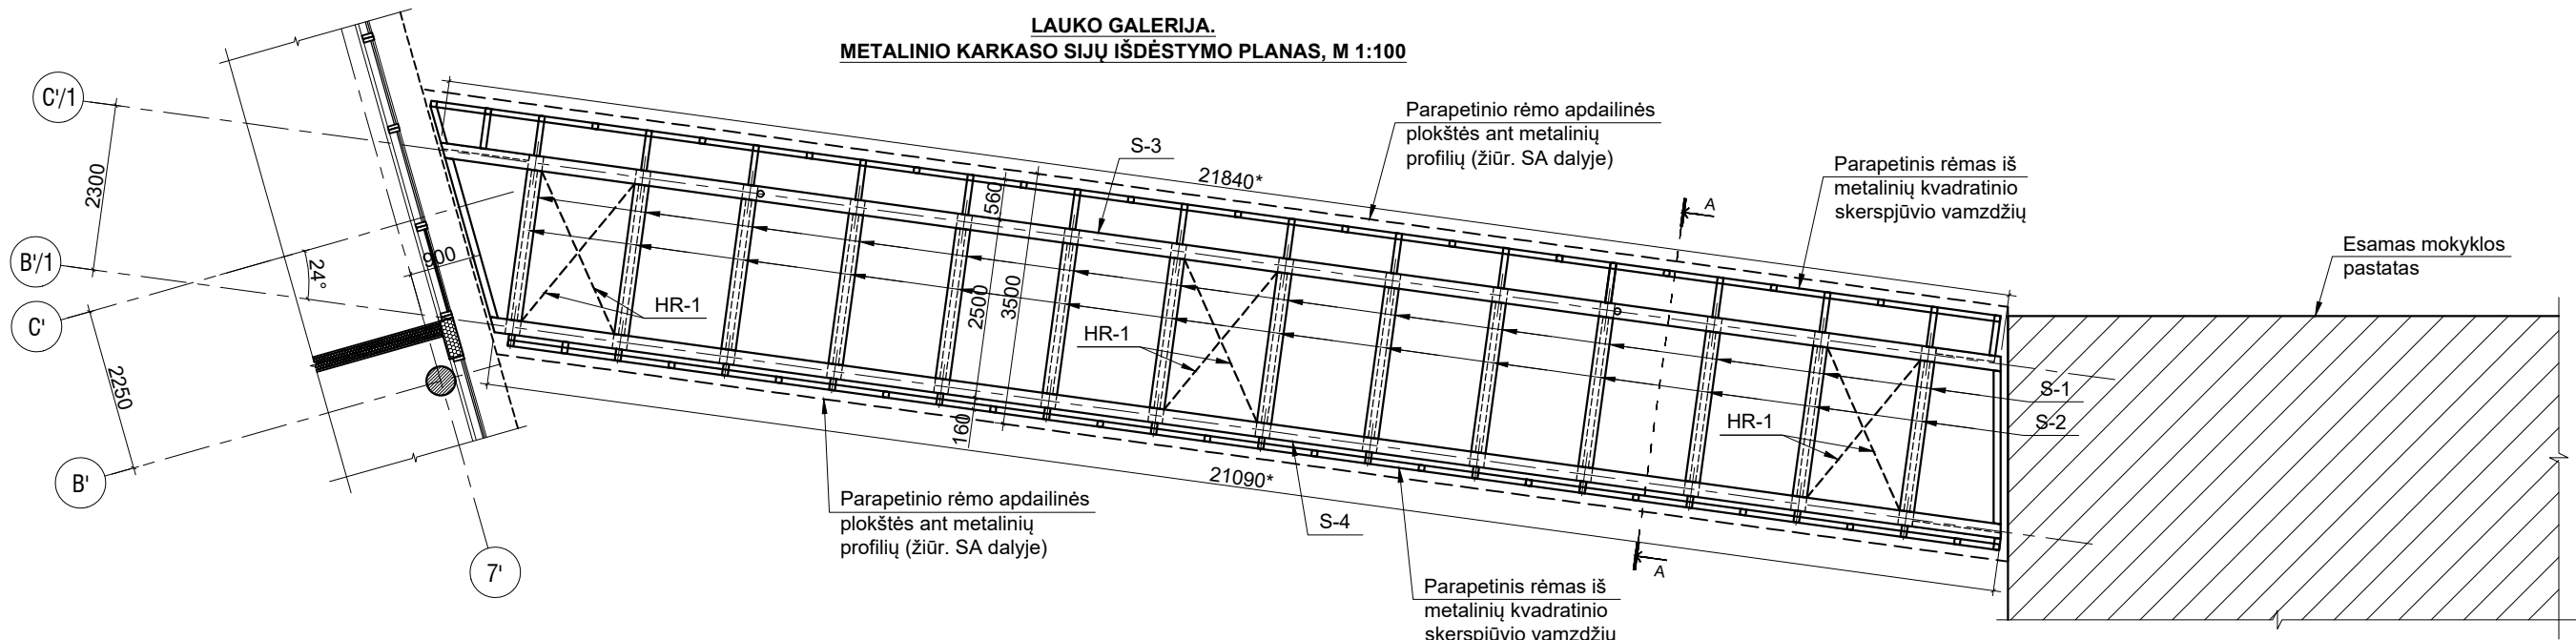 LAUKO GALERIJA.
METALINIO KARKASO SIJŲ IŠDĖSTYMO PLANAS, M 1:100
C'/1
B'/1
C'
B'
7'
2300
2250
24°
900
Parapetinio rėmo apdailinės
plokštės ant metalinių
profilių (žiūr. SA dalyje)
S-3
21840*
Parapetinis rėmas iš
metalinių kvadratinio
skerspjūvio vamzdžių
A
Esamas mokyklos
pastatas
560
2500
3500
160
HR-1
HR-1
HR-1
S-1
S-2
21090*
S-4
A
Parapetinio rėmo apdailinės
plokštės ant metalinių
profilių (žiūr. SA dalyje)
Parapetinis rėmas iš
metalinių kvadratinio
skerspjūvio vamzdžių